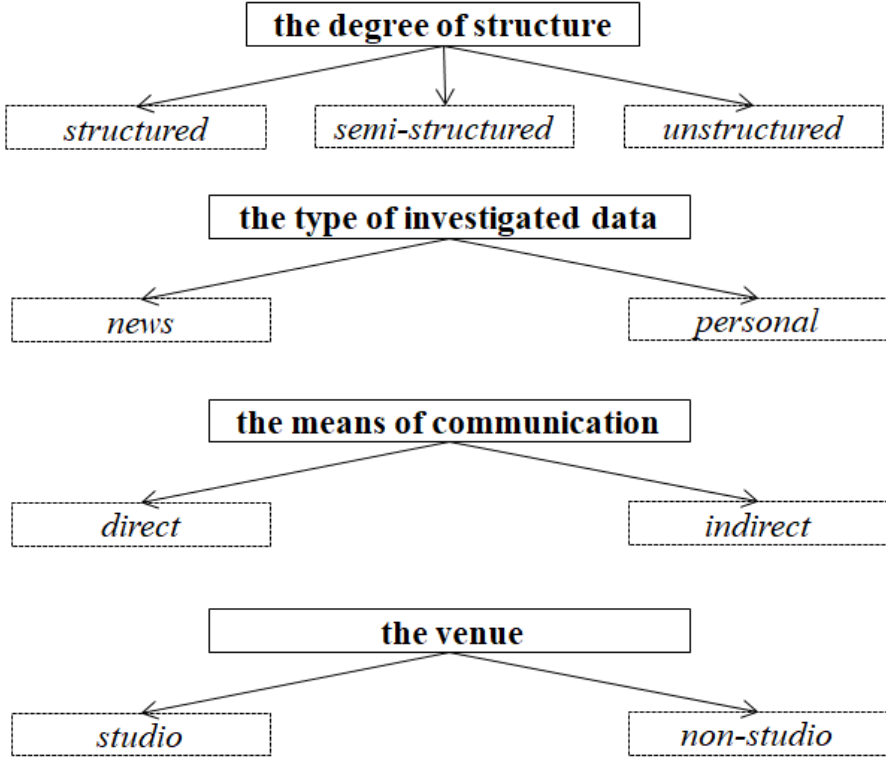 the degree of structure
structured semi-structured unstructured
the type of investigated data
news personal
the means of communication
direct indirect
the venue
studio non-studio